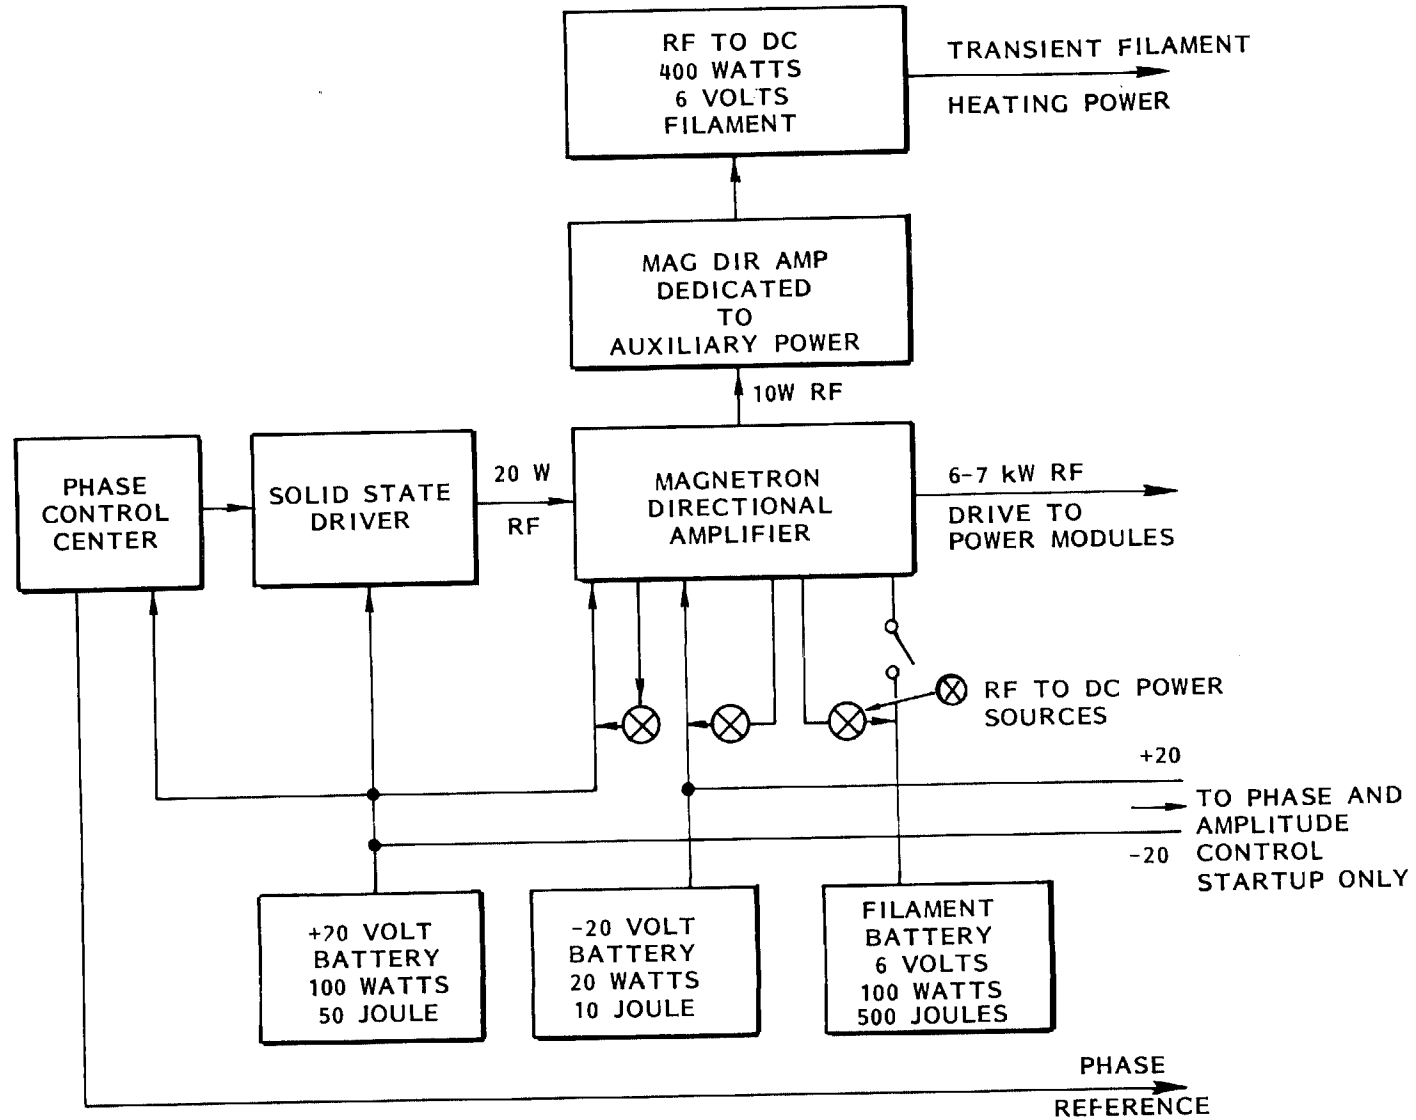 RF TO DC
400 WATTS
6 VOLTS
FILAMENT
TRANSIENT FILAMENT
HEATING POWER
MAG DIR AMP
DEDICATED
TO
AUXILIARY POWER
10W RF
PHASE
CONTROL
CENTER
SOLID STATE
DRIVER
20 W
RF
MAGNETRON
DIRECTIONAL
AMPLIFIER
6-7 kW RF
DRIVE TO
POWER MODULES
RF TO DC POWER
SOURCES
+20
TO PHASE AND
AMPLITUDE
CONTROL
STARTUP ONLY
-20
+20 VOLT
BATTERY
100 WATTS
50 JOULE
-20 VOLT
BATTERY
20 WATTS
10 JOULE
FILAMENT
BATTERY
6 VOLTS
100 WATTS
500 JOULES
PHASE
REFERENCE